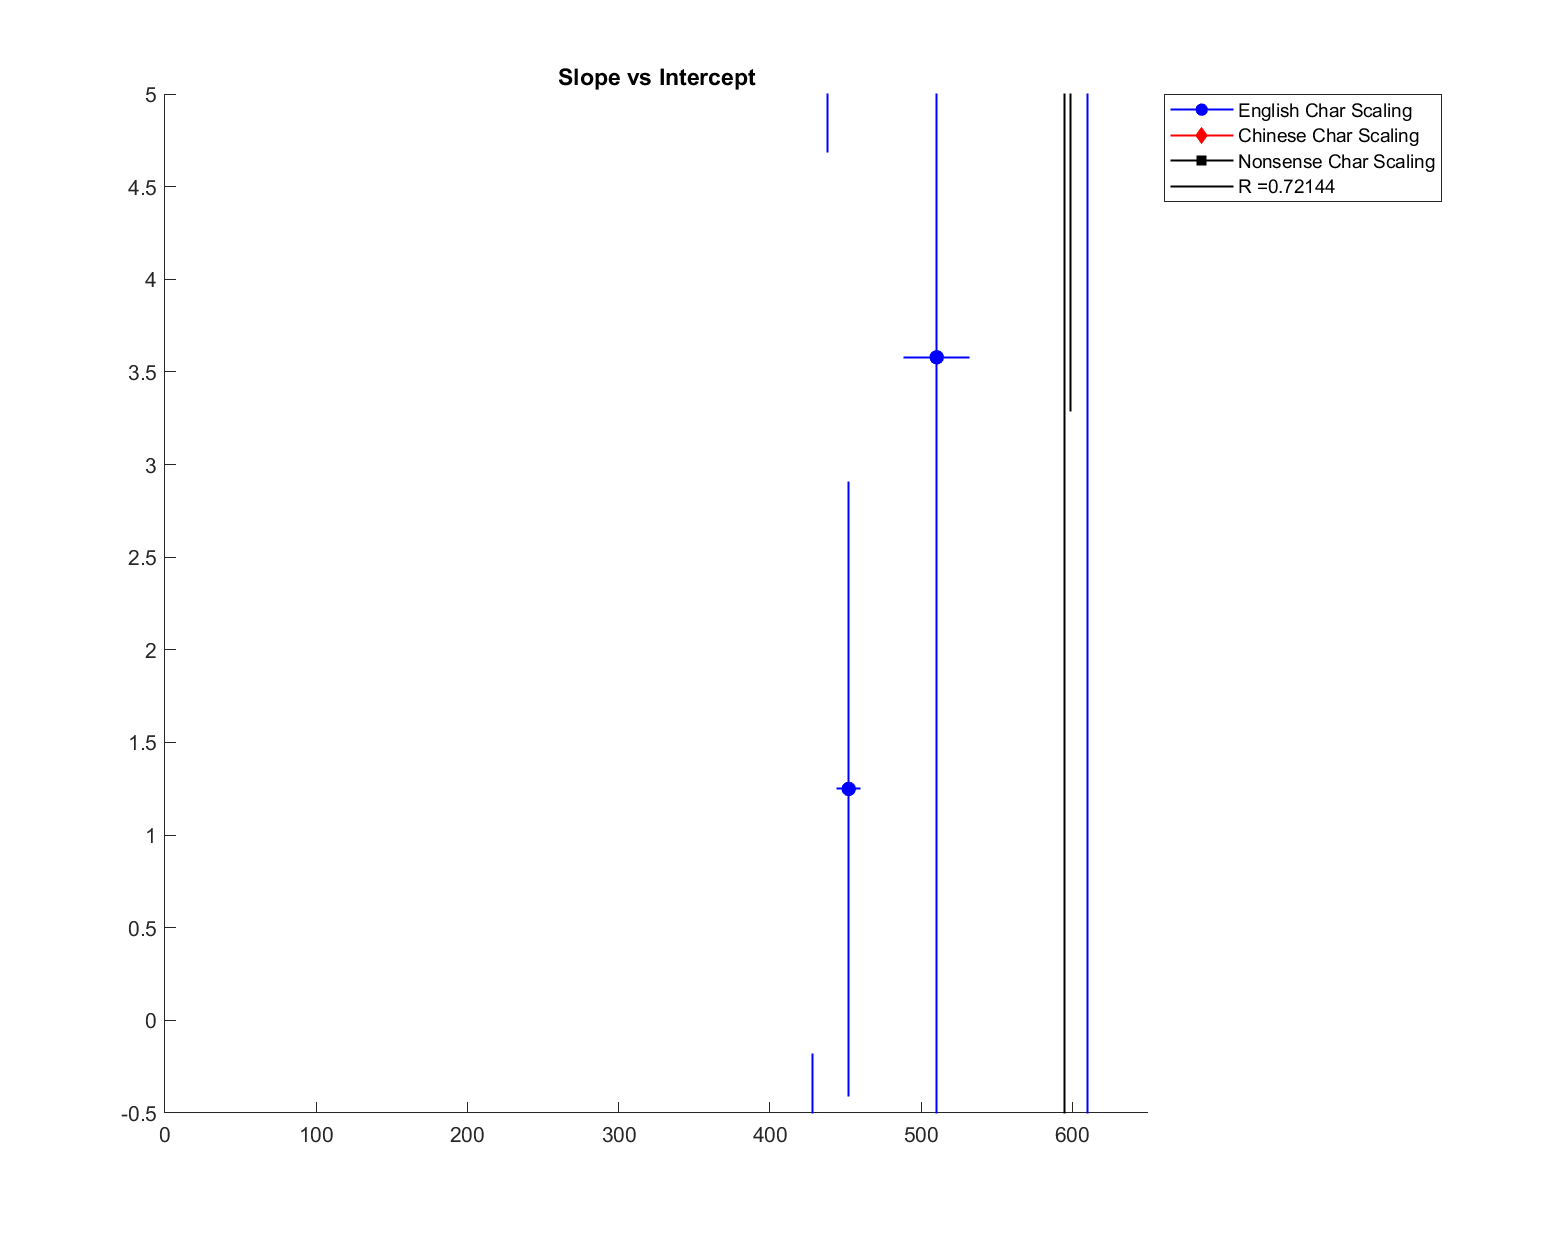 Slope vs Intercept
5
4.5
4
3.5
3
2.5
2
1.5
1
0.5
0
-0.5
0 100 200 300 400 500 600
English Char Scaling
Chinese Char Scaling
Nonsense Char Scaling
R =0.72144